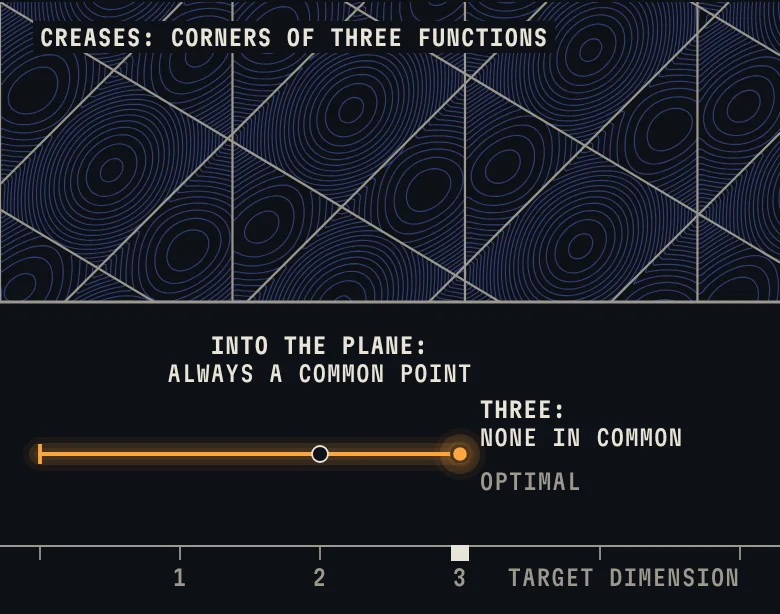 CREASES: CORNERS OF THREE FUNCTIONS
INTO THE PLANE:
ALWAYS A COMMON POINT
THREE:
NONE IN COMMON
OPTIMAL
1 2 3 TARGET DIMENSION